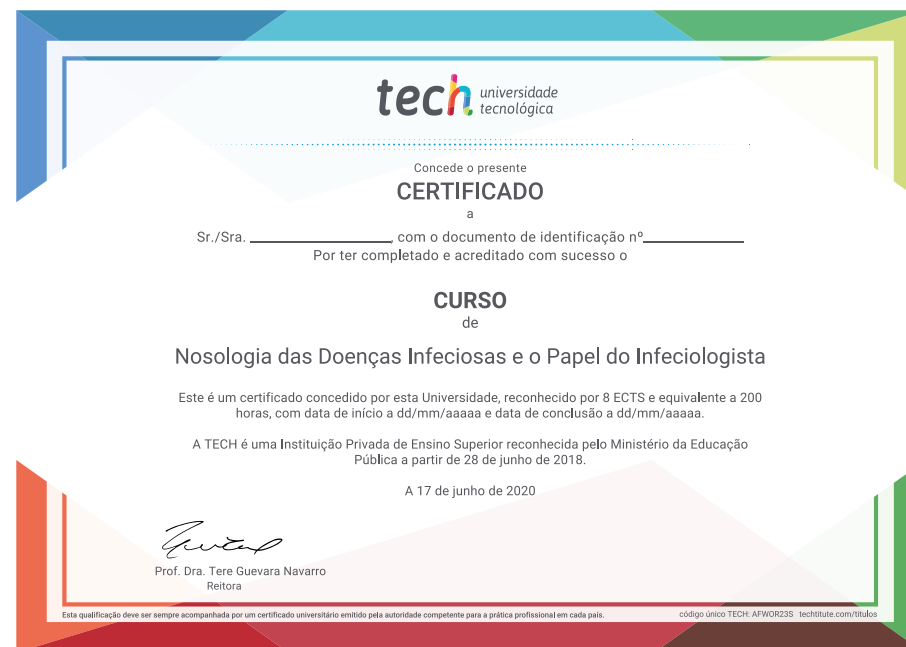 tech universidade
tecnológica
Concede o presente
CERTIFICADO
a
Sr./Sra. ____________________, com o documento de identificação nº______________
Por ter completado e acreditado com sucesso o
CURSO
de
Nosologia das Doenças Infeciosas e o Papel do Infeciologista
Este é um certificado concedido por esta Universidade, reconhecido por 8 ECTS e equivalente a 200
horas, com data de início a dd/mm/aaaaa e data de conclusão a dd/mm/aaaaa.
A TECH é uma Instituição Privada de Ensino Superior reconhecida pelo Ministério da Educação
Pública a partir de 28 de junho de 2018.
A 17 de junho de 2020
Prof. Dra. Tere Guevara Navarro
Reitora
Esta qualificação deve ser sempre acompanhada por um certificado universitário emitido pela autoridade competente para a prática profissional em cada país.
código único TECH: AFWOR23S techtitute.com/titulos